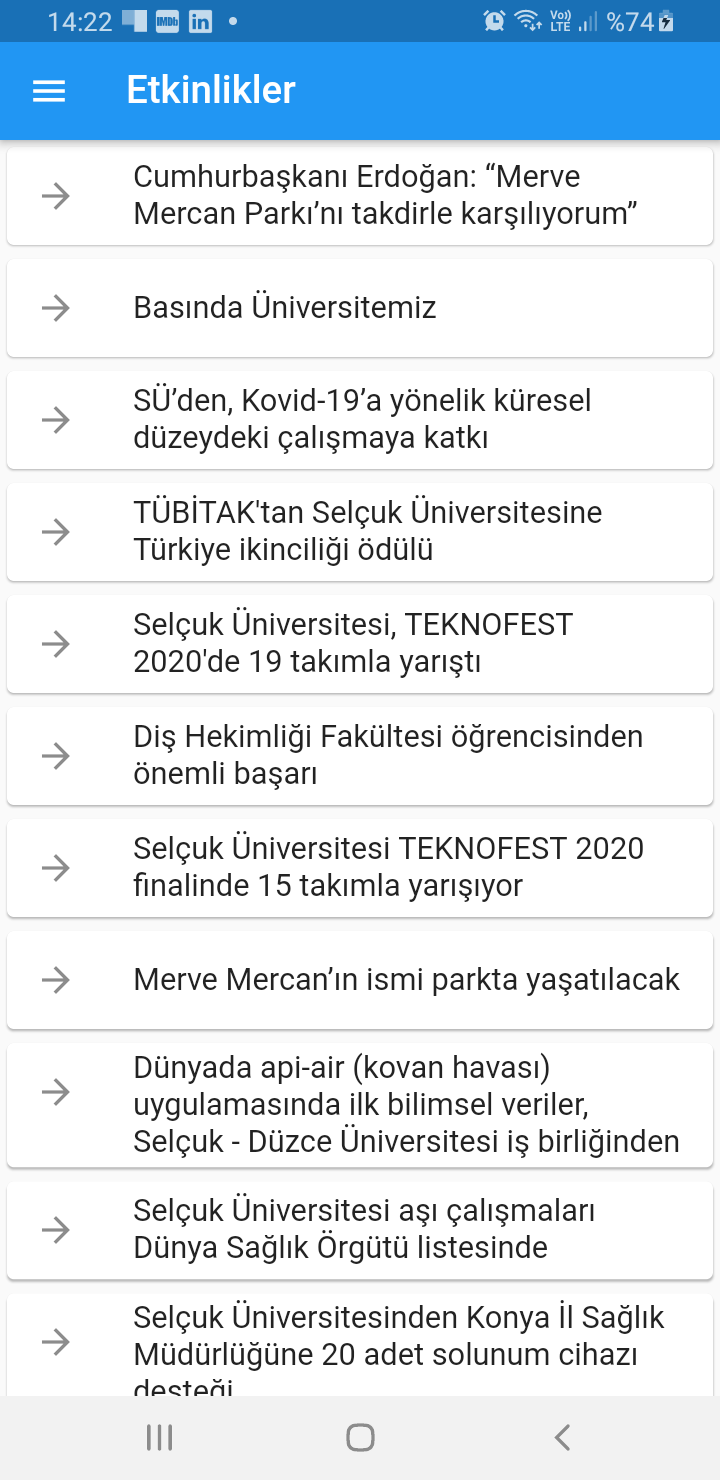 14:22 IMDb in Vo)) LTE %74
Etkinlikler
Cumhurbaşkanı Erdoğan: “Merve
Mercan Parkı’nı takdirle karşılıyorum”
Basında Üniversitemiz
SÜ’den, Kovid-19’a yönelik küresel
düzeydeki çalışmaya katkı
TÜBİTAK'tan Selçuk Üniversitesine
Türkiye ikinciliği ödülü
Selçuk Üniversitesi, TEKNOFEST
2020'de 19 takımla yarıştı
Diş Hekimliği Fakültesi öğrencisinden
önemli başarı
Selçuk Üniversitesi TEKNOFEST 2020
finalinde 15 takımla yarışıyor
Merve Mercan’ın ismi parkta yaşatılacak
Dünyada api-air (kovan havası)
uygulamasında ilk bilimsel veriler,
Selçuk - Düzce Üniversitesi iş birliğinden
Selçuk Üniversitesi aşı çalışmaları
Dünya Sağlık Örgütü listesinde
Selçuk Üniversitesinden Konya İl Sağlık
Müdürlüğüne 20 adet solunum cihazı
desteği